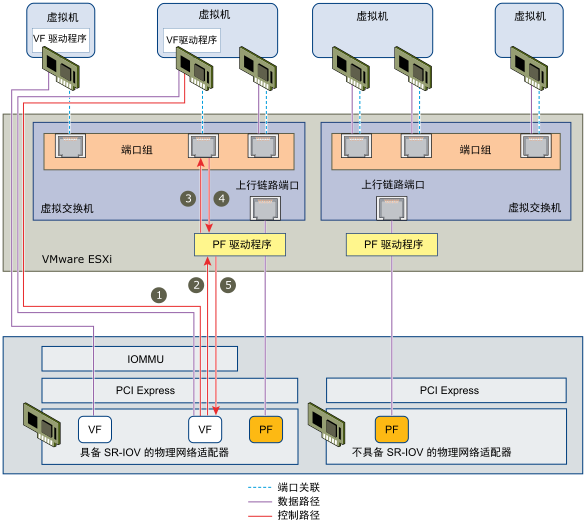 虚拟机
虚拟机
虚拟机
虚拟机
VF 驱动程序
VF驱动程序
端口组
端口组
上行链路端口
上行链路端口
3
4
虚拟交换机
虚拟交换机
PF 驱动程序
PF 驱动程序
VMware ESXi
1
2
5
IOMMU
PCI Express
PCI Express
VF
VF
PF
PF
具备 SR-IOV 的物理网络适配器
不具备 SR-IOV 的物理网络适配器
端口关联
数据路径
控制路径